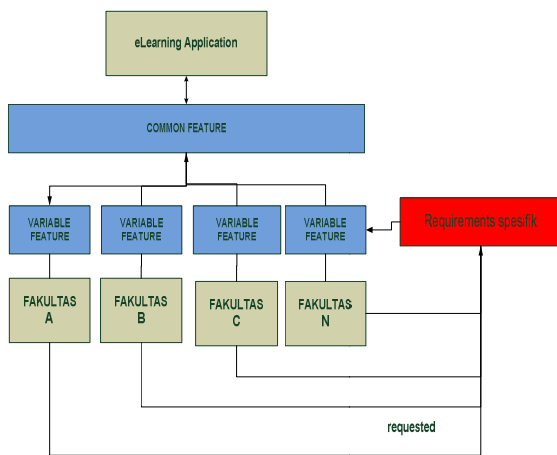 eLearning Application
COMMON FEATURE
VARIABLE
FEATURE
VARIABLE
FEATURE
VARIABLE
FEATURE
VARIABLE
FEATURE
Requirements spesifik
FAKULTAS
A
FAKULTAS
B
FAKULTAS
C
FAKULTAS
N
requested